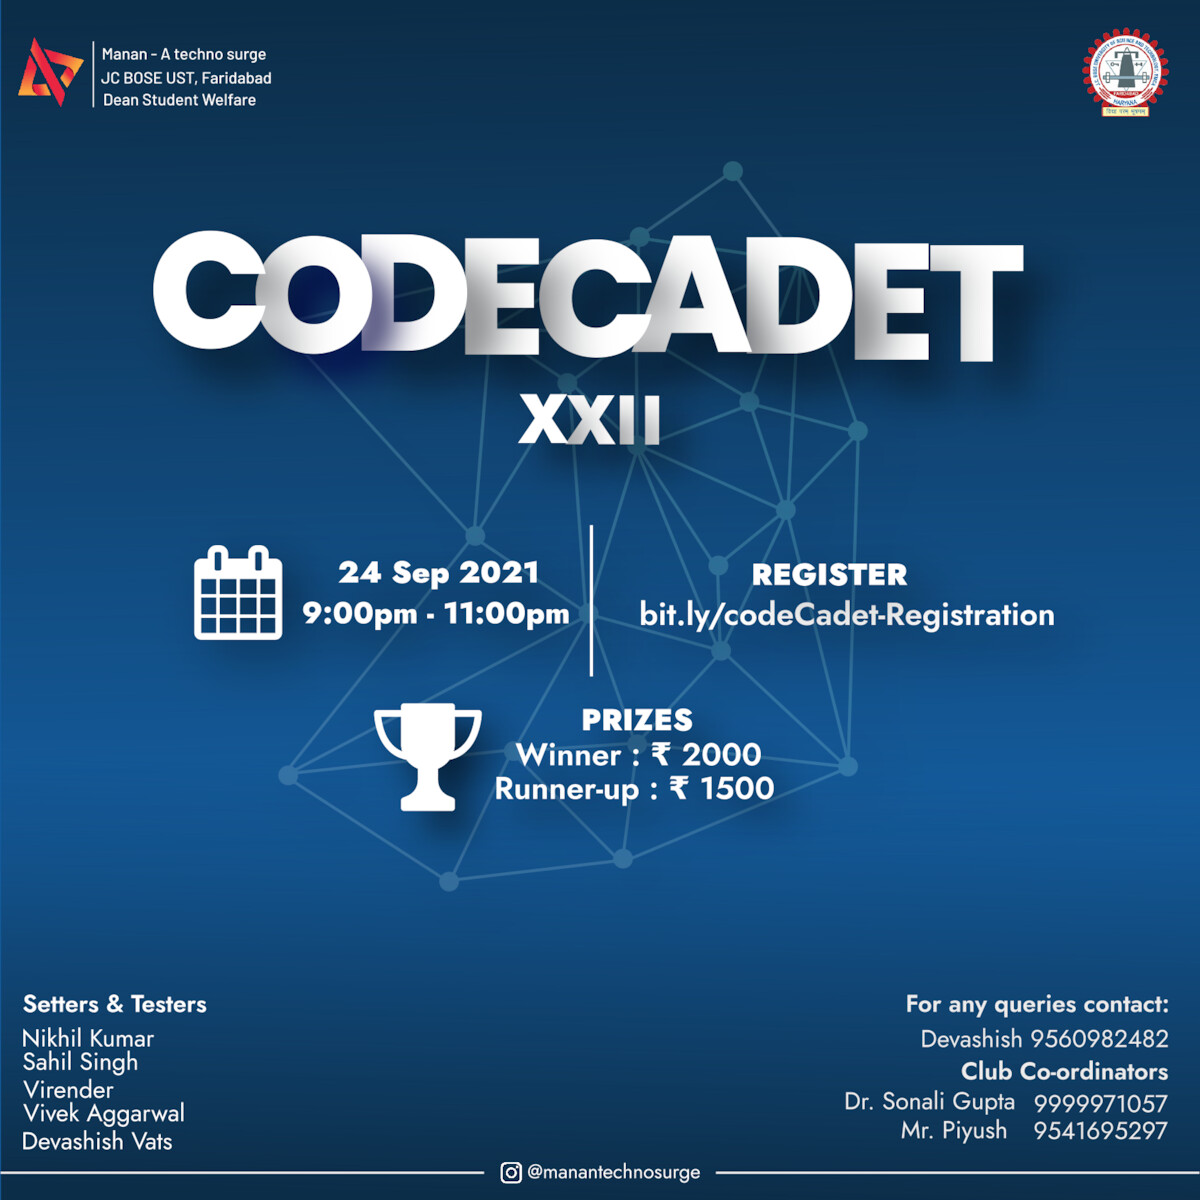 Manan - A techno surge
JC BOSE UST, Faridabad
Dean Student Welfare
CODECADET
XXII
24 Sep 2021
9:00pm - 11:00pm
REGISTER
bit.ly/codeCadet-Registration
PRIZES
Winner : ₹ 2000
Runner-up : ₹ 1500
Setters & Testers
Nikhil Kumar
Sahil Singh
Virender
Vivek Aggarwal
Devashish Vats
For any queries contact:
Devashish 9560982482
Club Co-ordinators
Dr. Sonali Gupta 9999971057
Mr. Piyush 9541695297
@manantechnosurge